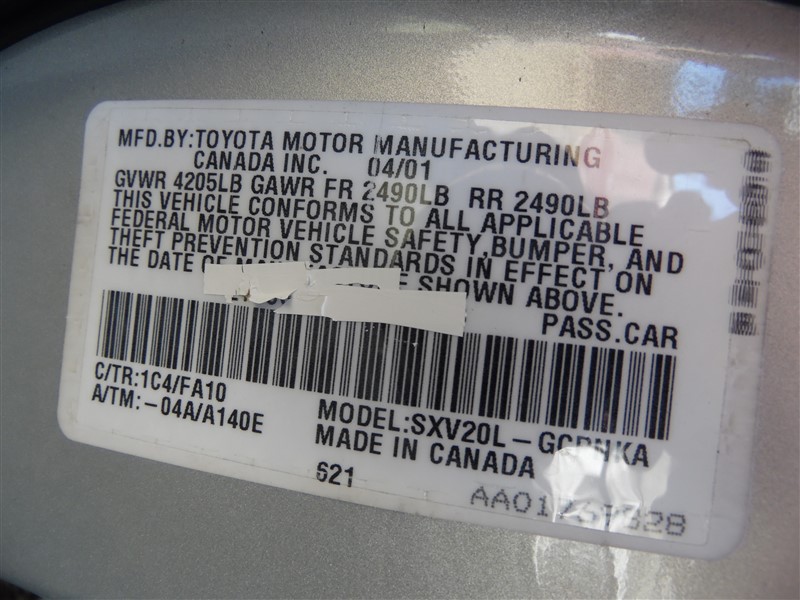 MFD.BY:TOYOTA MOTOR MANUFACTURING
CANADA INC. 04/01
GVWR 4205LB GAWR FR 2490LB RR 2490LB
THIS VEHICLE CONFORMS TO ALL APPLICABLE
FEDERAL MOTOR VEHICLE SAFETY,BUMPER, AND
THEFT PREVENTION STANDARDS IN EFFECT ON
THE DATE SHOWN ABOVE.
PASS.CAR
C/TR:1C4/FA10
A/TM:-04A/A140E
MODEL:SXV20L-
MADE IN CANADA
621